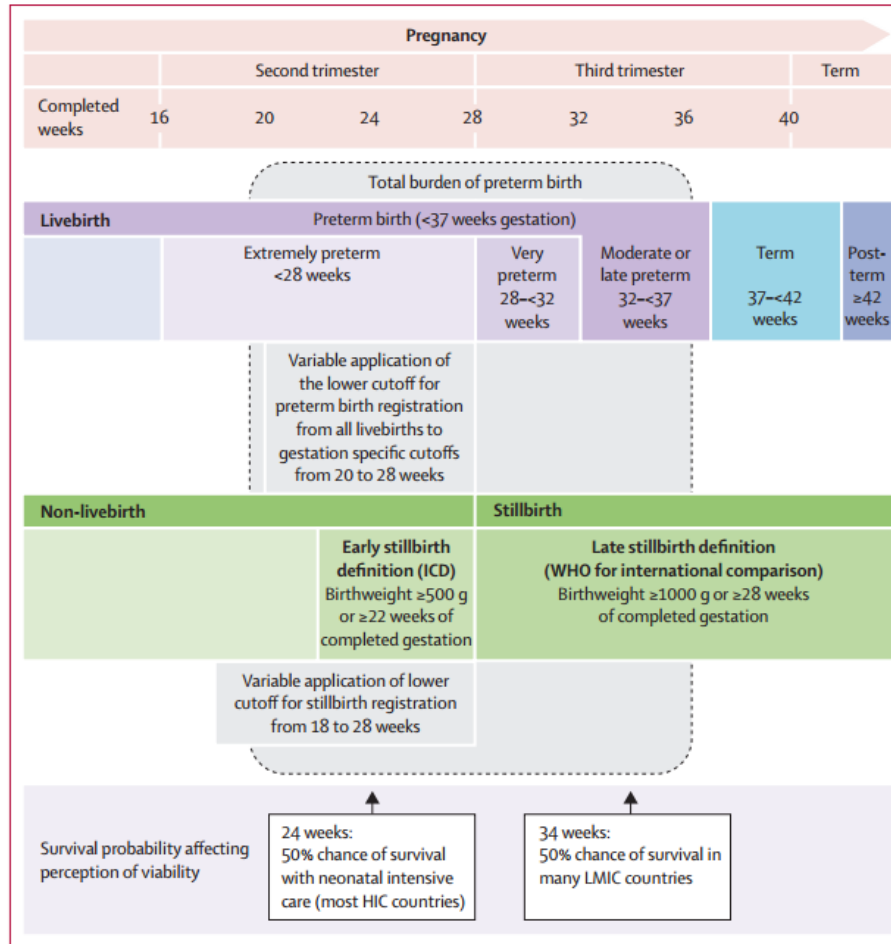 Pregnancy
Second trimester
Third trimester
Term
Completed
weeks
16
20
24
28
32
36
40
Total burden of preterm birth
Livebirth
Preterm birth (<37 weeks gestation)
Extremely preterm
<28 weeks
Very
preterm
28–<32
weeks
Moderate or
late preterm
32–<37
weeks
Term
37–<42
weeks
Post-
term
≥42
weeks
Variable application of
the lower cutoff for
preterm birth registration
from all livebirths to
gestation specific cutoffs
from 20 to 28 weeks
Non-livebirth
Stillbirth
Early stillbirth
definition (ICD)
Birthweight ≥500 g
or ≥22 weeks of
completed gestation
Late stillbirth definition
(WHO for international comparison)
Birthweight ≥1000 g or ≥28 weeks
of completed gestation
Variable application of lower
cutoff for stillbirth registration
from 18 to 28 weeks
Survival probability affecting
perception of viability
24 weeks:
50% chance of survival
with neonatal intensive
care (most HIC countries)
34 weeks:
50% chance of survival in
many LMIC countries